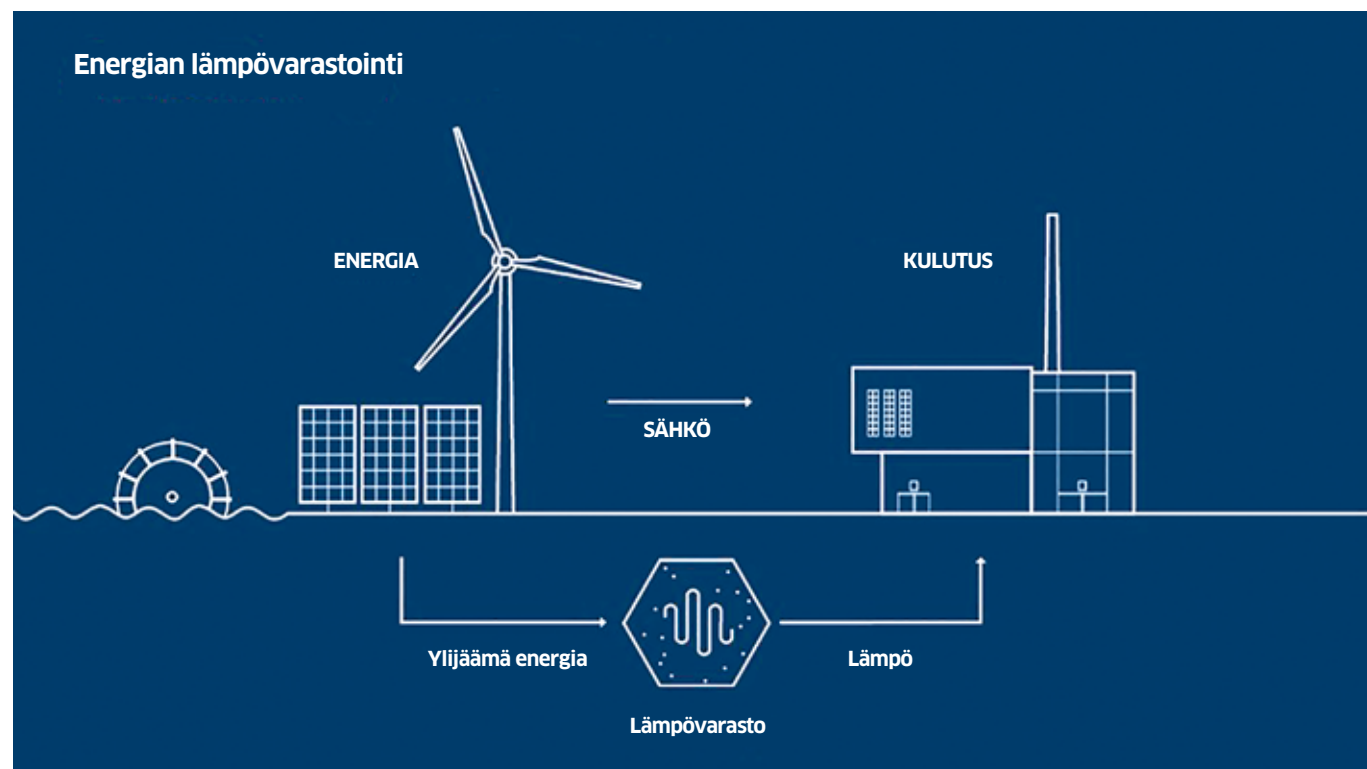 Energian lämpövarastointi
ENERGIA
KULUTUS
SÄHKÖ
Ylijäämä energia
Lämpö
Lämpövarasto